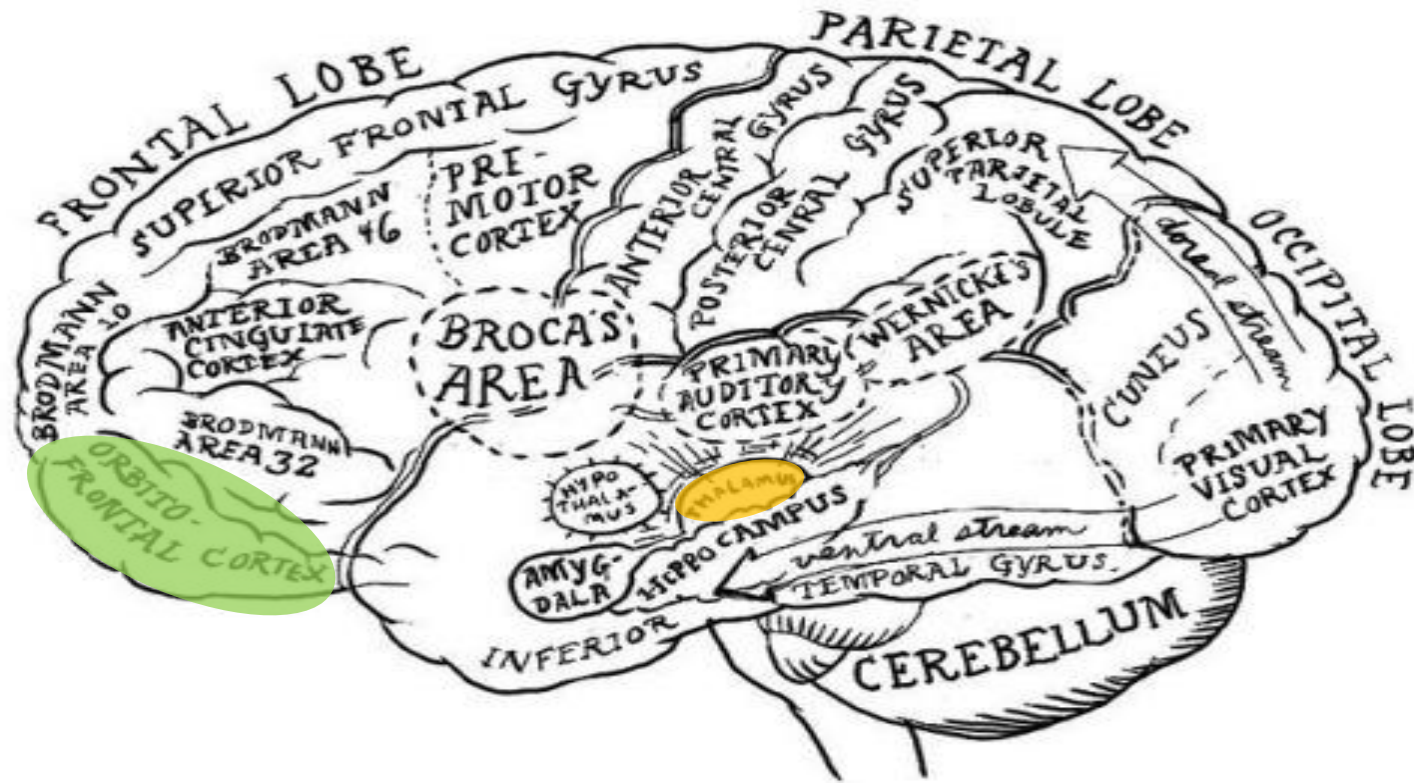 FRONTAL LOBE
PARIETAL LOBE
OCCIPITAL LOBE
SUPERIOR FRONTAL GYRUS
PRE-
MOTOR
CORTEX
BRODMANN
AREA 46
BRODMANN
AREA 10
ANTERIOR
CINGULATE
CORTEX
BRODMANN
AREA 32
ORBITO-
FRONTAL CORTEX
BROCA'S
AREA
ANTERIOR
CENTRAL GYRUS
POSTERIOR
CENTRAL GYRUS
SUPERIOR
PARIETAL
LOBULE
dorsal stream
WERNICKE'S
AREA
PRIMARY
AUDITORY
CORTEX
CUNEUS
PRIMARY
VISUAL
CORTEX
HYPO
THALA-
MUS
THALAMUS
HIPPOCAMPUS
AMYG-
DALA
ventral stream
INFERIOR TEMPORAL GYRUS.
CEREBELLUM